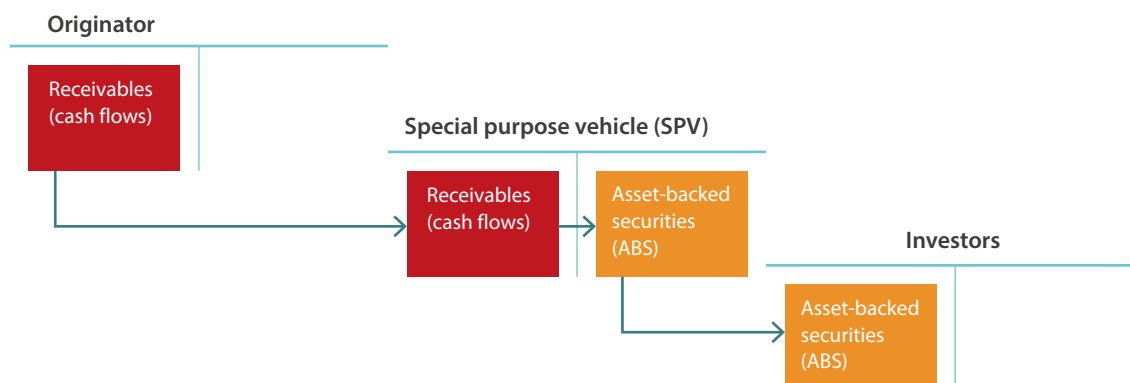 Originator
Receivables
(cash flows)
Special purpose vehicle (SPV)
Receivables
(cash flows)
Asset-backed
securities
(ABS)
Investors
Asset-backed
securities
(ABS)